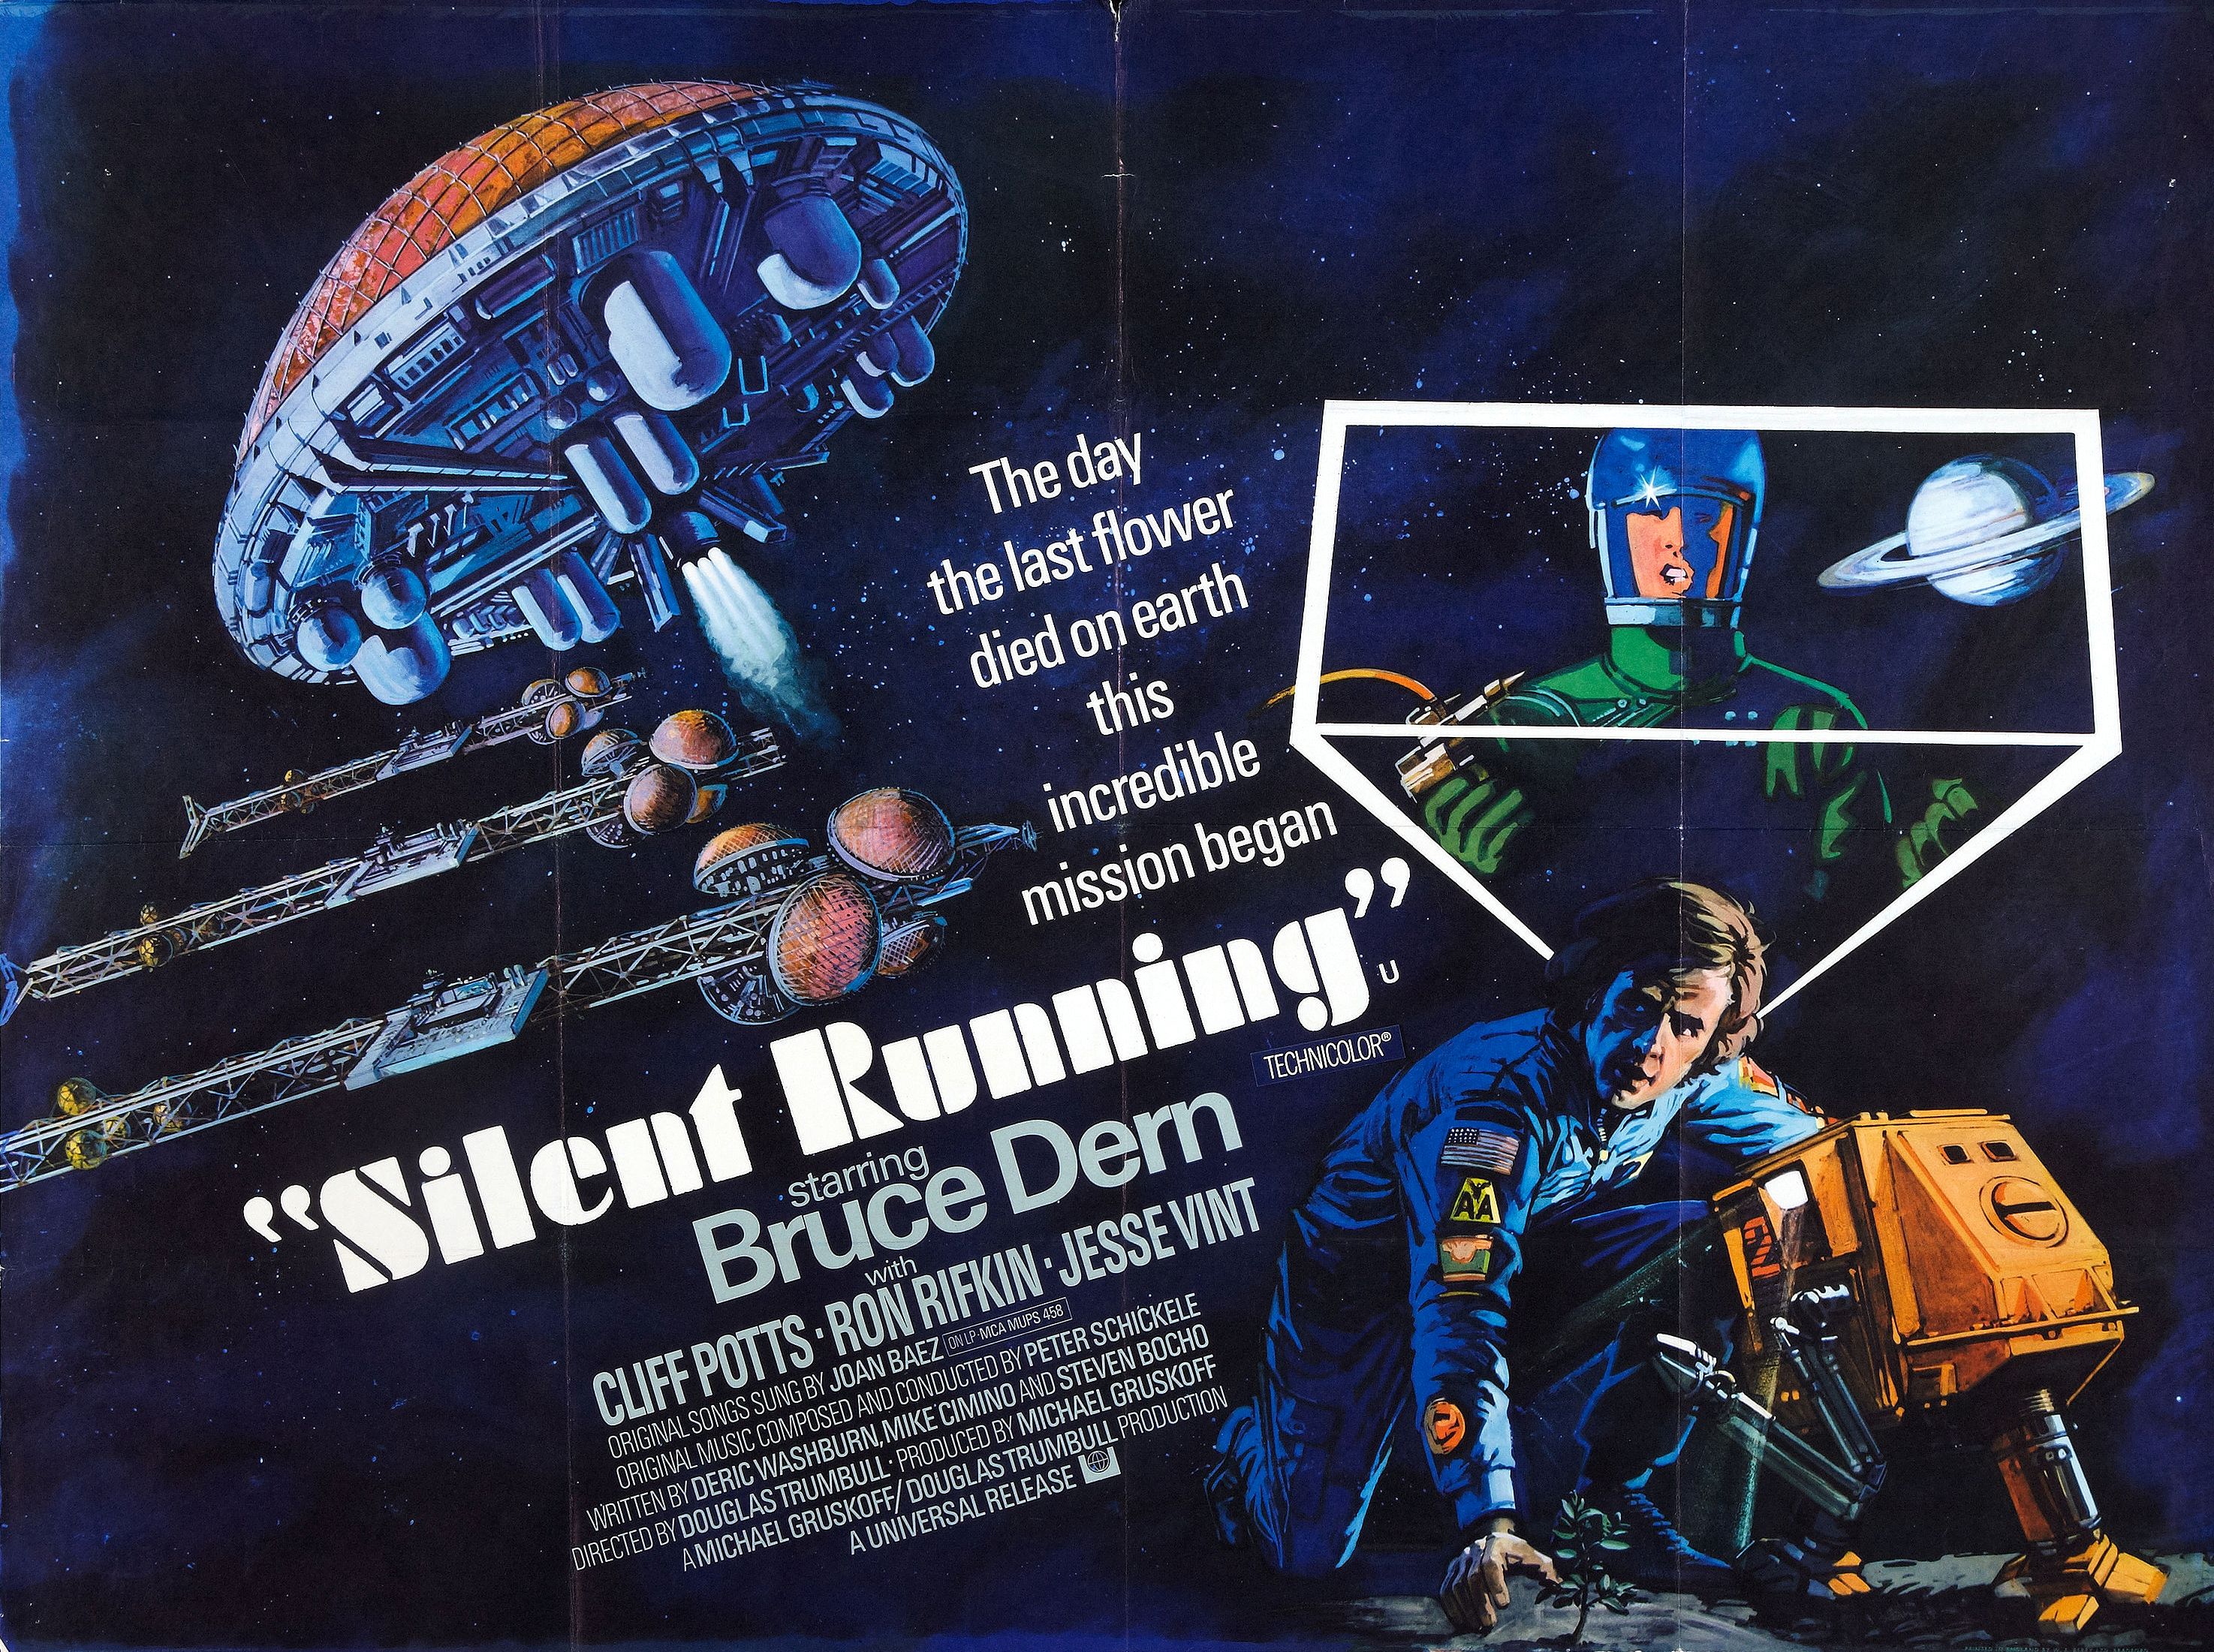 The day
the last flower
died on earth
this
incredible
mission began
“Silent Running”
U
TECHNICOLOR®
starring
Bruce Dern
with
CLIFF POTTS · RON RIFKIN · JESSE VINT
ORIGINAL SONGS SUNG BY JOAN BAEZ ON LP·MCA MUPS 458
ORIGINAL MUSIC COMPOSED AND CONDUCTED BY PETER SCHICKELE
WRITTEN BY DERIC WASHBURN, MIKE CIMINO AND STEVEN BOCHO
DIRECTED BY DOUGLAS TRUMBULL · PRODUCED BY MICHAEL GRUSKOFF
A MICHAEL GRUSKOFF/DOUGLAS TRUMBULL PRODUCTION
A UNIVERSAL RELEASE
AA
2